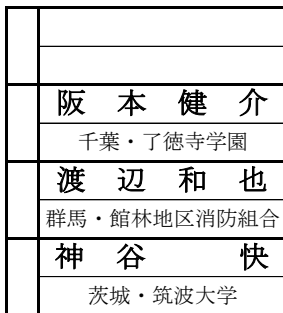 阪本健介
千葉・了徳寺学園
渡辺和也
群馬・館林地区消防組合
神谷快
茨城・筑波大学